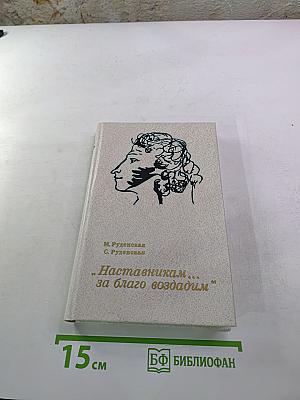 М. Руденская
С. Руденская
„Наставникам...
за благо воздадим"
15 см
БФ БИБЛИОФАН